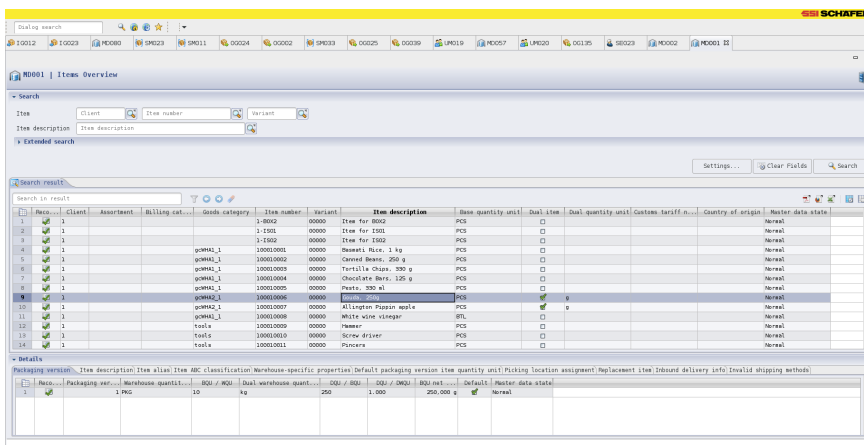 SSI SCHAFER
Dialog search
IG012 IG023 MD080 SM023 SM011 OG024 OG002 SM033 OG025 OG039 UM019 MD057 UM020 OG135 SE023 MD002 MD001
MD001 | Items Overview
Search
Item Client Item number Variant
Item description Item description
Extended search
Settings... Clear Fields Search
Search result
Search in result
Reco... Client Assortment Billing cat... Goods category Item number Variant Item description Base quantity unit Dual item Dual quantity unit Customs tariff n... Country of origin Master data state
1 1 1-BOX2 00000 Item for BOX2 PCS Normal
2 1 1-ISO1 00000 Item for ISO1 PCS Normal
3 1 1-ISO2 00000 Item for ISO2 PCS Normal
4 1 gcWHA1_1 100010001 00000 Basmati Rice, 1 kg PCS Normal
5 1 gcWHA1_1 100010002 00000 Canned Beans, 250 g PCS Normal
6 1 gcWHA1_1 100010003 00000 Tortilla Chips, 330 g PCS Normal
7 1 gcWHA1_1 100010004 00000 Chocolate Bars, 125 g PCS Normal
8 1 gcWHA1_1 100010005 00000 Pesto, 330 ml PCS Normal
9 1 gcWHA2_1 100010006 00000 Gouda, 250g PCS g Normal
10 1 gcWHA2_1 100010007 00000 Allington Pippin apple PCS g Normal
11 1 gcWHA1_1 100010008 00000 White wine vinegar BTL Normal
12 1 tools 100010009 00000 Hammer PCS Normal
13 1 tools 100010010 00000 Screw driver PCS Normal
14 1 tools 100010011 00000 Pincers PCS Normal
Details
Packaging version Item description Item alias Item ABC classification Warehouse-specific properties Default packaging version item quantity unit Picking location assignment Replacement item Inbound delivery info Invalid shipping methods
Reco... Packaging ver... Warehouse quantit... BQU / WQU Dual warehouse quant... DQU / BQU DQU / DWQU BQU net ... Default Master data state
1 1 PKG 10 kg 250 1.000 250.000 g Normal